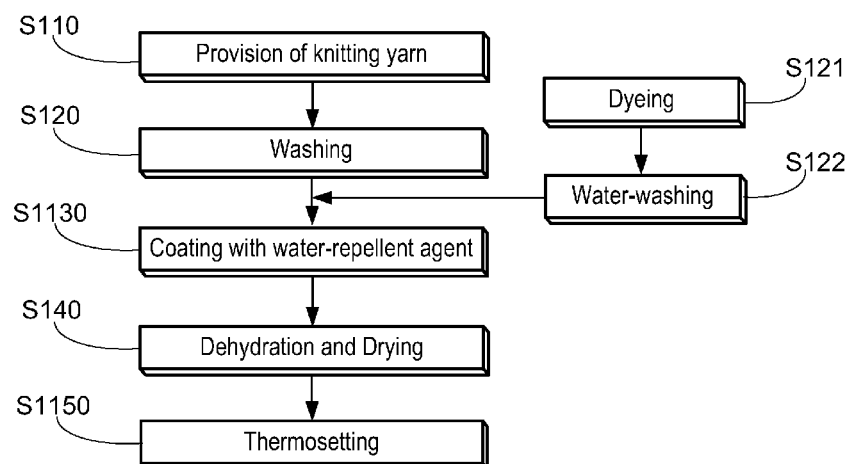 S110
Provision of knitting yarn
S120
Washing
S121
Dyeing
S122
Water-washing
S1130
Coating with water-repellent agent
S140
Dehydration and Drying
S1150
Thermosetting